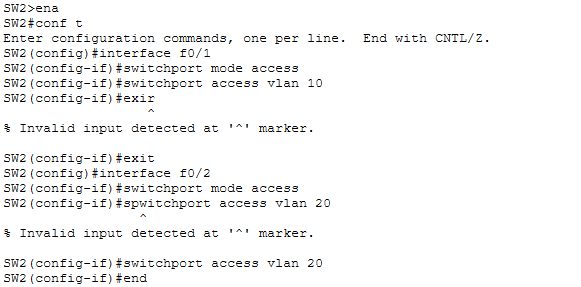 SW2>ena
SW2#conf t
Enter configuration commands, one per line.  End with CNTL/Z.
SW2(config)#interface f0/1
SW2(config-if)#switchport mode access
SW2(config-if)#switchport access vlan 10
SW2(config-if)#exir
^
% Invalid input detected at '^' marker.
SW2(config-if)#exit
SW2(config)#interface f0/2
SW2(config-if)#switchport mode access
SW2(config-if)#spwitchport access vlan 20
^
% Invalid input detected at '^' marker.
SW2(config-if)#switchport access vlan 20
SW2(config-if)#end